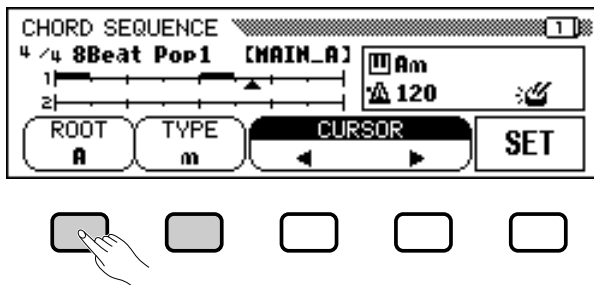 CHORD SEQUENCE 1
4/4 8Beat Pop1 [MAIN_A]
Am
1
120
2
ROOT TYPE CURSOR SET
A m